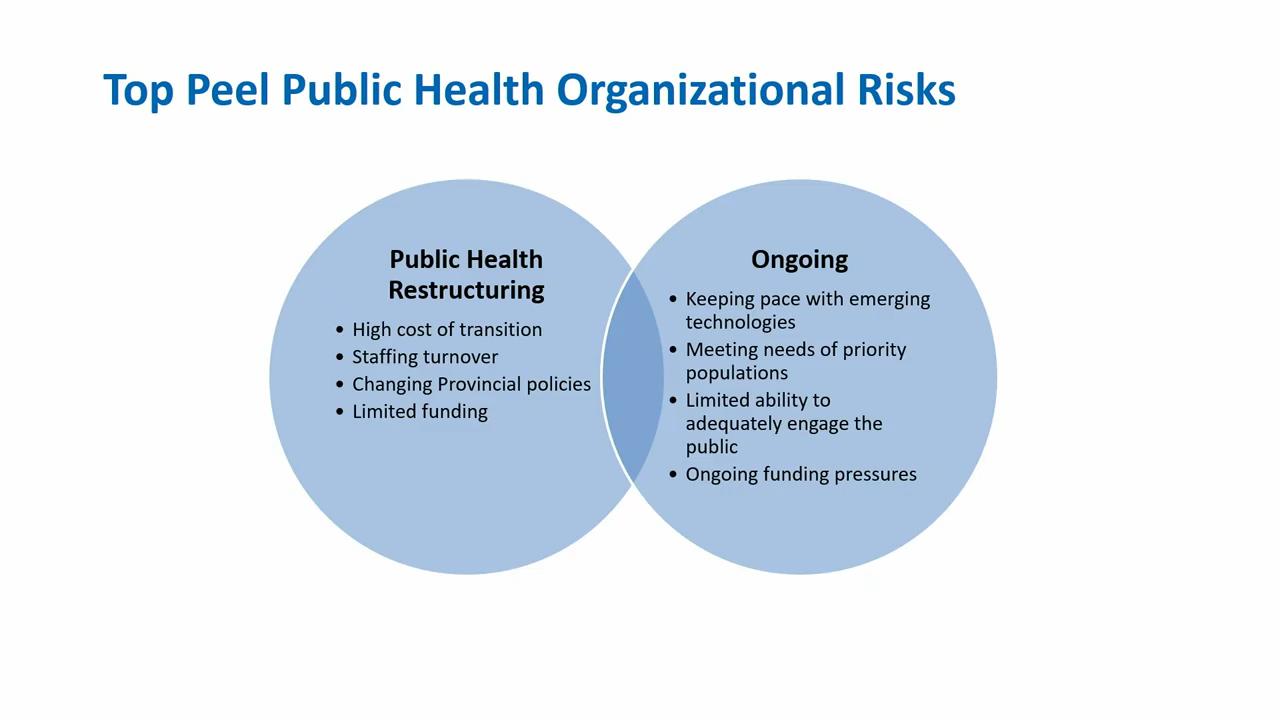 Top Peel Public Health Organizational Risks
Public Health
Restructuring
• High cost of transition
• Staffing turnover
• Changing Provincial policies
• Limited funding
Ongoing
• Keeping pace with emerging
technologies
• Meeting needs of priority
populations
• Limited ability to
adequately engage the
public
• Ongoing funding pressures